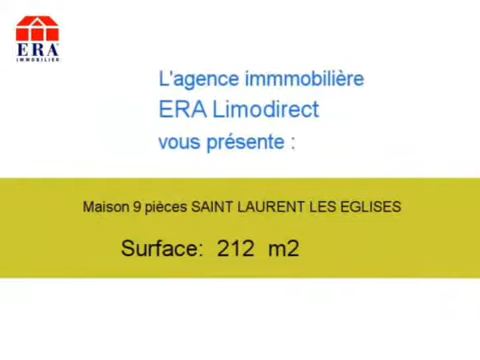 ERA
IMMOBILIER
L'agence immmobilière
ERA Limodirect
vous présente :
Maison 9 pièces SAINT LAURENT LES EGLISES
Surface: 212 m2